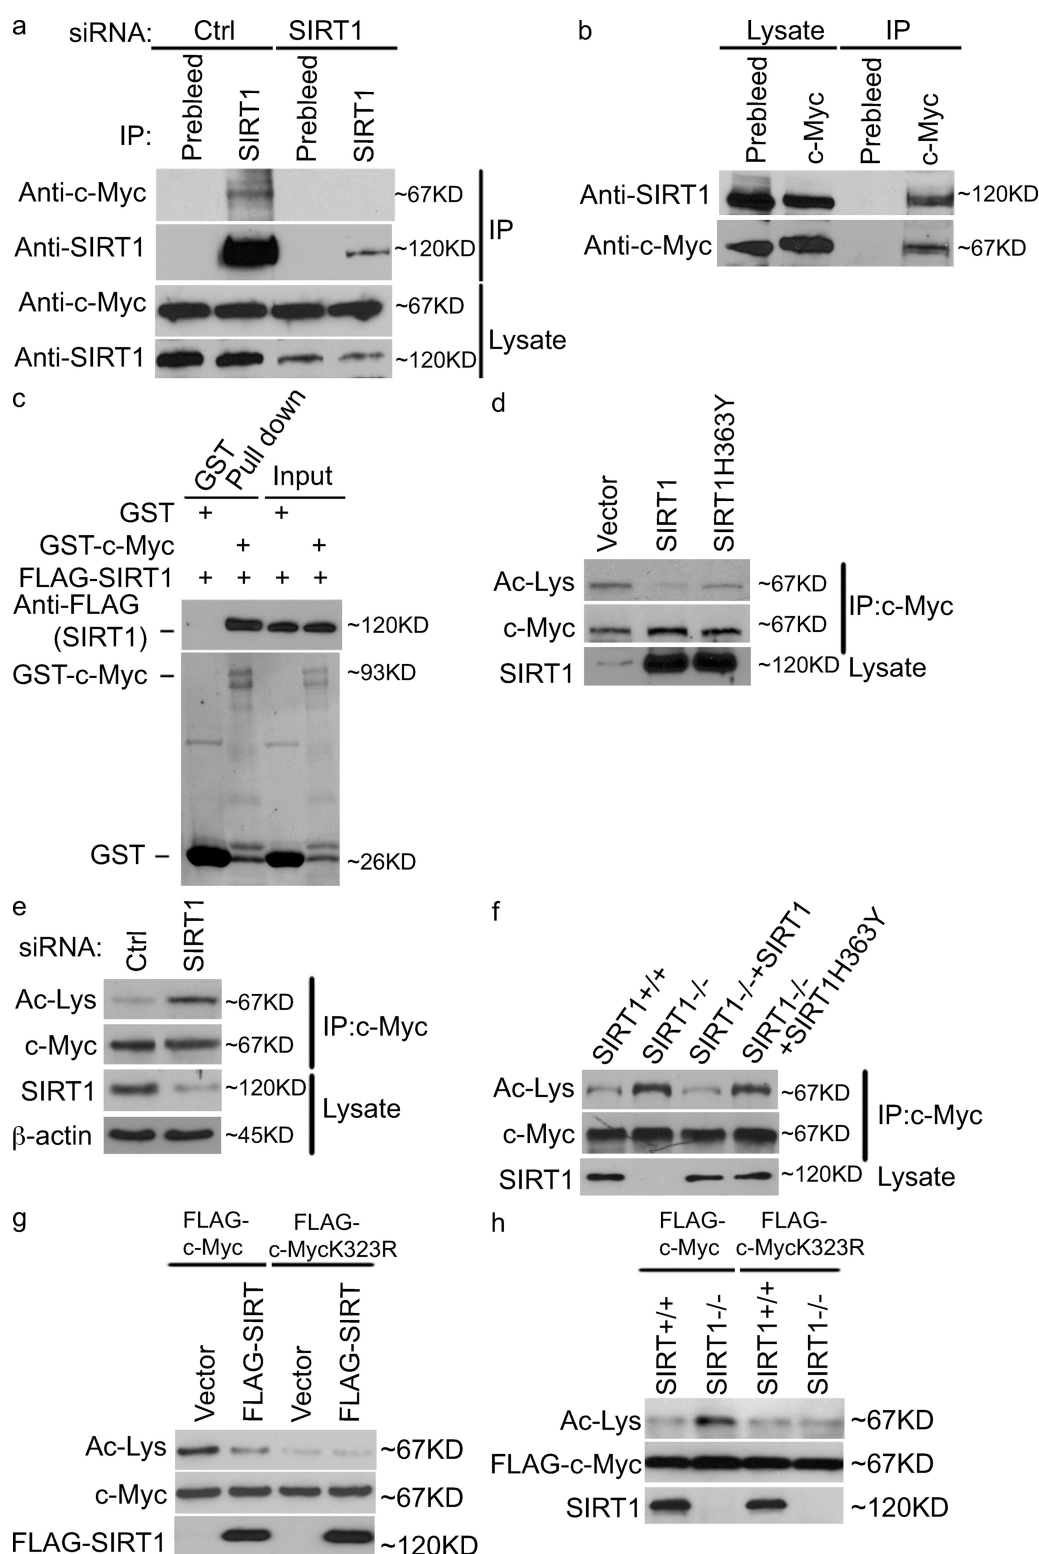 a
siRNA: Ctrl SIRT1
IP: Prebleed SIRT1 Prebleed SIRT1
Anti-c-Myc ~67KD
Anti-SIRT1 ~120KD
IP
Anti-c-Myc ~67KD
Anti-SIRT1 ~120KD
Lysate
b
Lysate IP
Prebleed c-Myc Prebleed c-Myc
Anti-SIRT1 ~120KD
Anti-c-Myc ~67KD
c
GST Pull down Input
GST + +
GST-c-Myc + +
FLAG-SIRT1 + + + +
Anti-FLAG
(SIRT1) – ~120KD
GST-c-Myc – ~93KD
GST – ~26KD
d
Vector SIRT1 SIRT1H363Y
Ac-Lys ~67KD
c-Myc ~67KD
IP:c-Myc
SIRT1 ~120KD Lysate
e
siRNA: Ctrl SIRT1
Ac-Lys ~67KD
c-Myc ~67KD
IP:c-Myc
SIRT1 ~120KD
β-actin ~45KD
Lysate
f
SIRT1+/+ SIRT1-/- SIRT1-/-+SIRT1 SIRT1-/-
+SIRT1H363Y
Ac-Lys ~67KD
c-Myc ~67KD
IP:c-Myc
SIRT1 ~120KD Lysate
g
FLAG- FLAG-
c-Myc c-MycK323R
Vector FLAG-SIRT Vector FLAG-SIRT
Ac-Lys ~67KD
c-Myc ~67KD
FLAG-SIRT1 ~120KD
h
FLAG- FLAG-
c-Myc c-MycK323R
SIRT+/+ SIRT1-/- SIRT1+/+ SIRT1-/-
Ac-Lys ~67KD
FLAG-c-Myc ~67KD
SIRT1 ~120KD